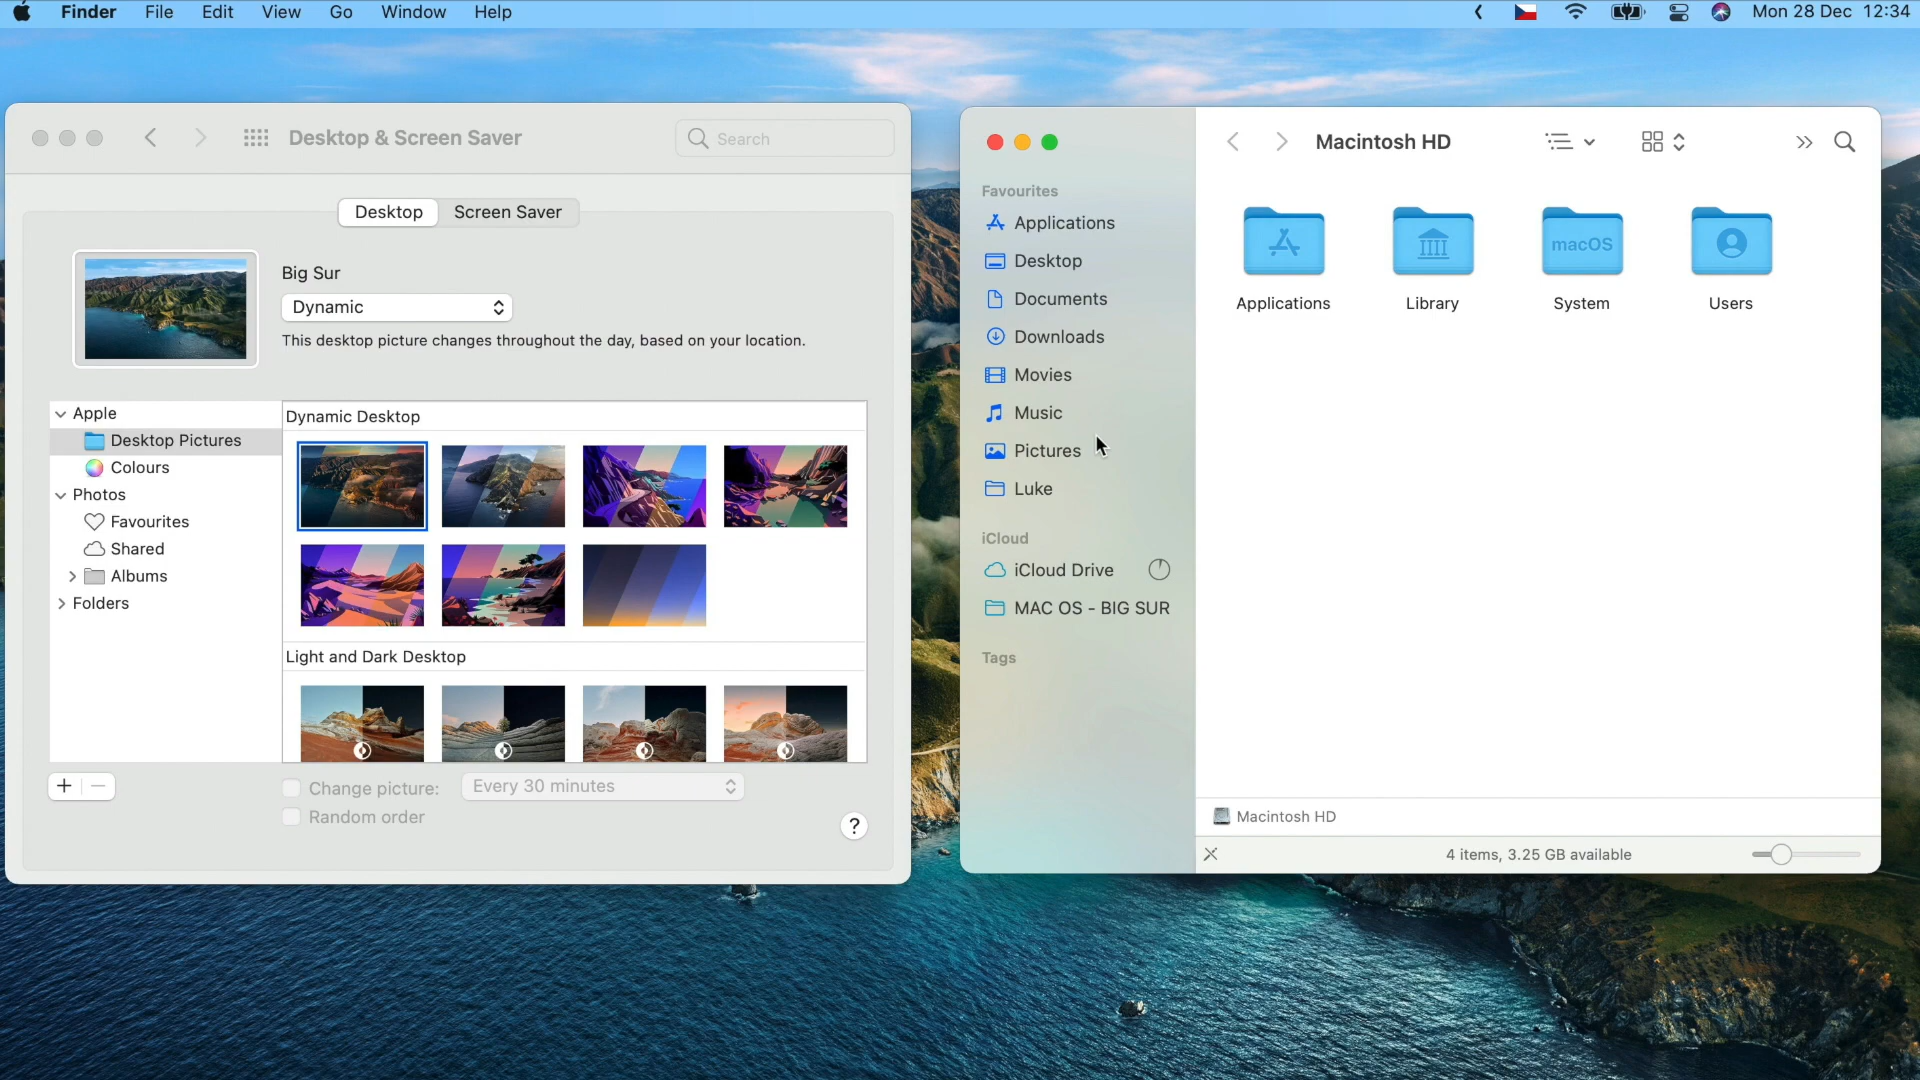 Finder File Edit View Go Window Help Mon 28 Dec 12:34
Desktop & Screen Saver
Search
Desktop Screen Saver
Big Sur
Dynamic
This desktop picture changes throughout the day, based on your location.
Apple
Desktop Pictures
Colours
Photos
Favourites
Shared
Albums
Folders
Dynamic Desktop
Light and Dark Desktop
+ −
Change picture: Every 30 minutes
Random order
?
Macintosh HD
Favourites
Applications
Desktop
Documents
Downloads
Movies
Music
Pictures
Luke
iCloud
iCloud Drive
MAC OS - BIG SUR
Tags
macOS
Applications Library System Users
Macintosh HD
4 items, 3.25 GB available